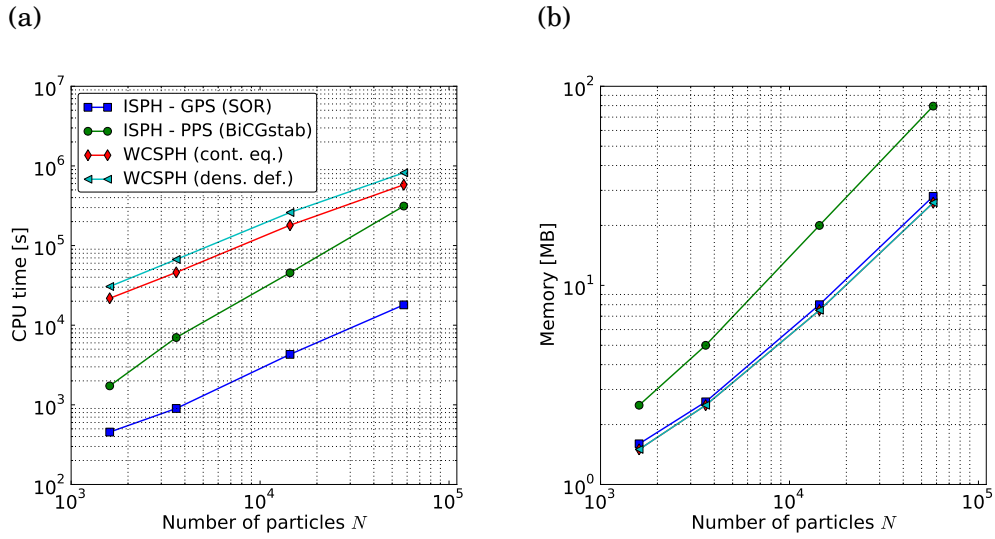 (a)
(b)
10^7
10^6
10^5
10^4
10^3
10^2
CPU time [s]
ISPH - GPS (SOR)
ISPH - PPS (BiCGstab)
WCSPH (cont. eq.)
WCSPH (dens. def.)
10^3
10^4
10^5
Number of particles N
10^2
10^1
10^0
Memory [MB]
10^3
10^4
10^5
Number of particles N